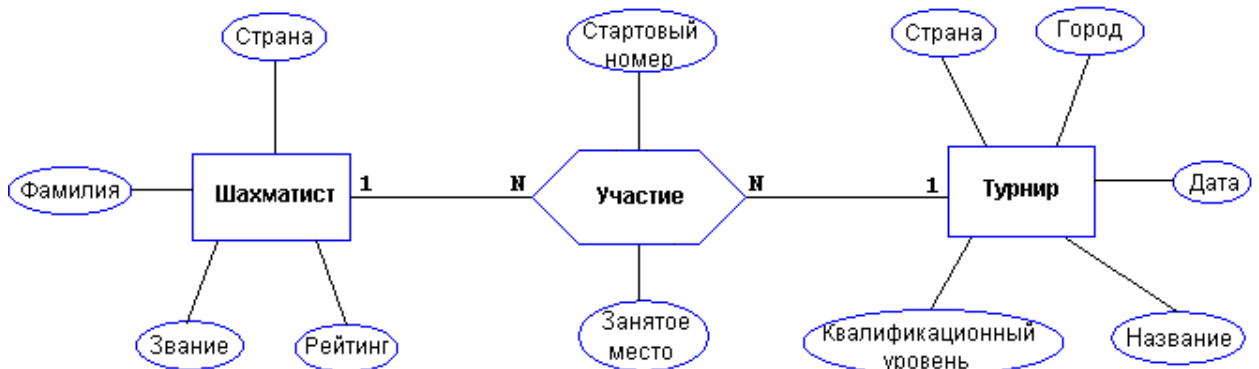 Страна
Стартовый
номер
Страна
Город
Фамилия
Шахматист
1
N
Участие
N
1
Турнир
Дата
Звание
Рейтинг
Занятое
место
Квалификационный
уровень
Название